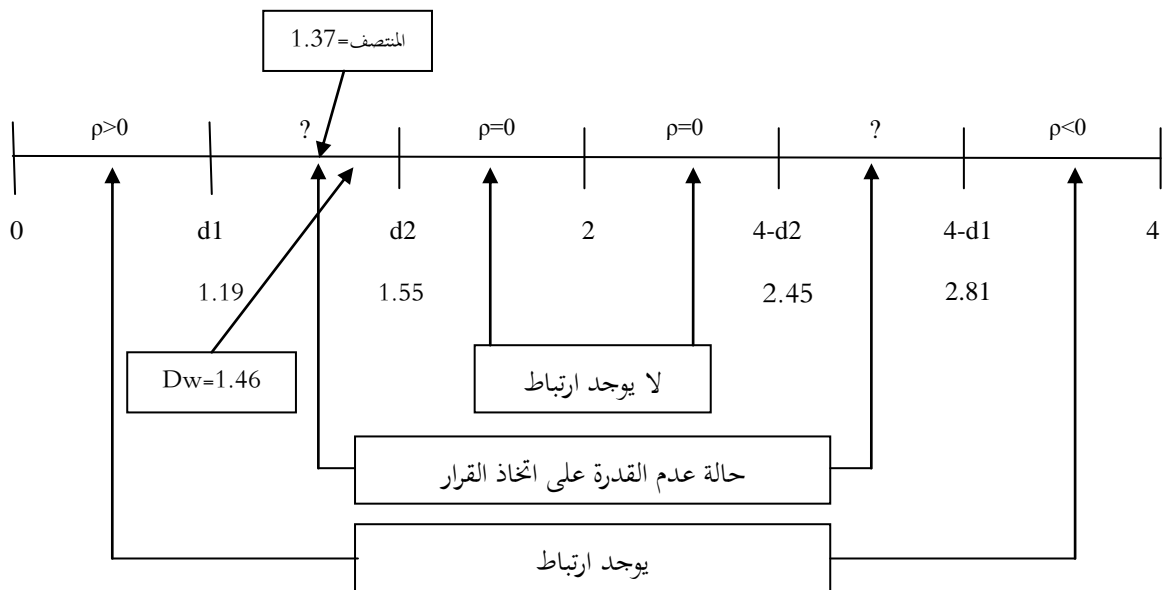 المنتصف=1.37
ρ>0 ? ρ=0 ρ=0 ? ρ<0
0 d1 d2 2 4-d2 4-d1 4
1.19 1.55 2.45 2.81
Dw=1.46
لا يوجد ارتباط
حالة عدم القدرة على اتخاذ القرار
يوجد ارتباط